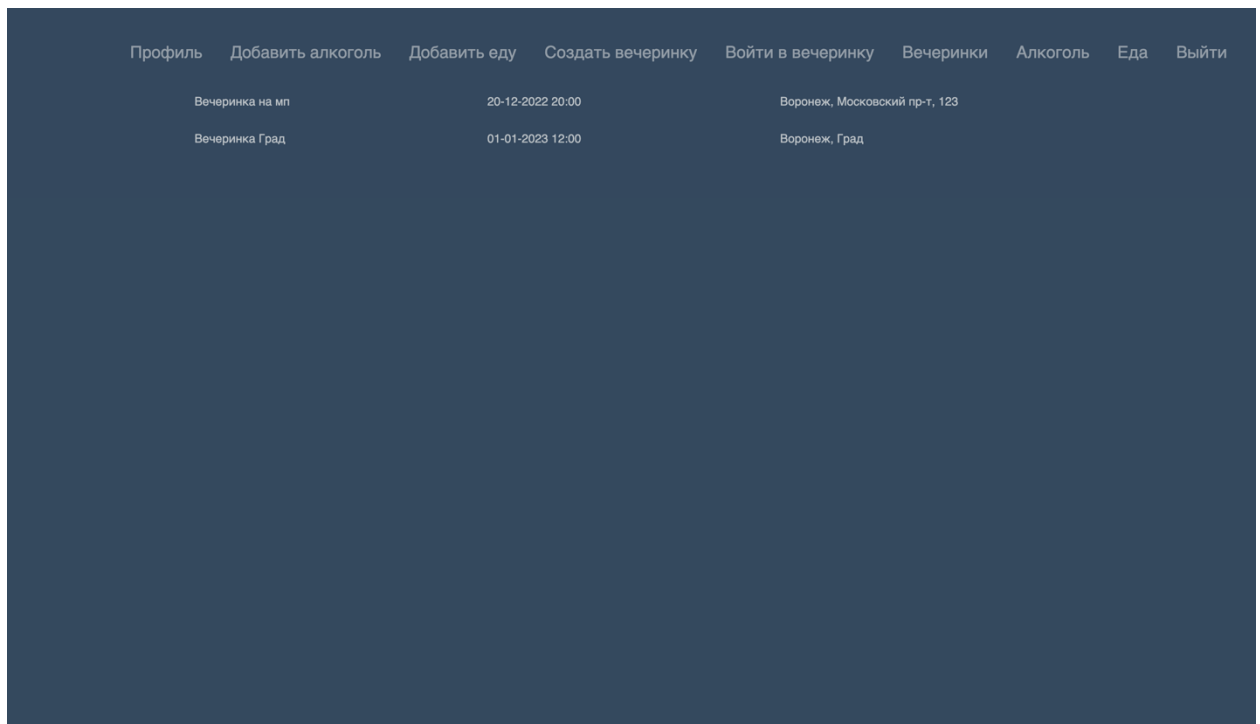 Профиль Добавить алкоголь Добавить еду Создать вечеринку Войти в вечеринку Вечеринки Алкоголь Еда Выйти
Вечеринка на мп 20-12-2022 20:00 Воронеж, Московский пр-т, 123
Вечеринка Град 01-01-2023 12:00 Воронеж, Град